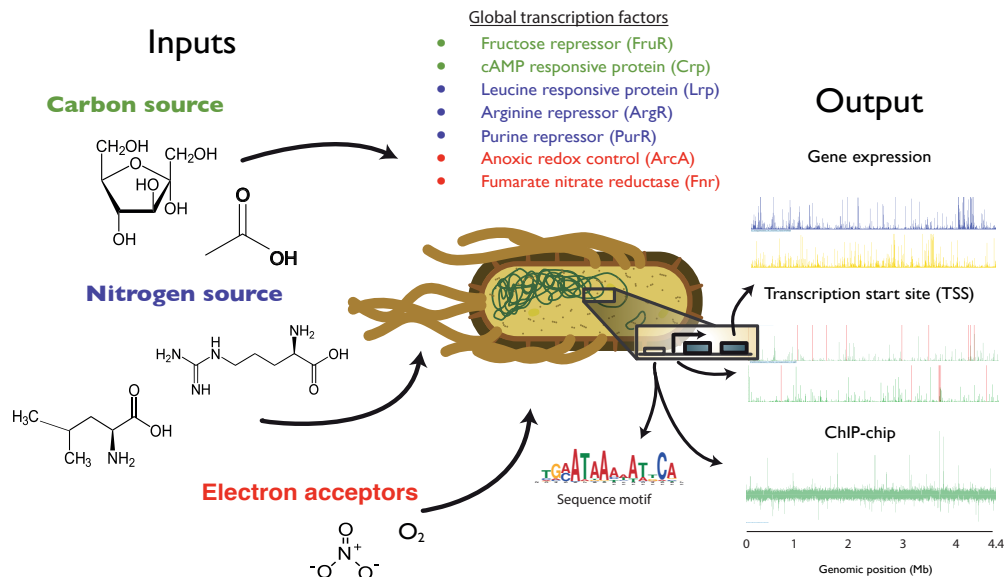 Inputs
Global transcription factors
Fructose repressor (FruR)
cAMP responsive protein (Crp)
Leucine responsive protein (Lrp)
Arginine repressor (ArgR)
Purine repressor (PurR)
Anoxic redox control (ArcA)
Fumarate nitrate reductase (Fnr)
Carbon source
CH₂OH
O
CH₂OH
HO
OH
OH
O
OH
Nitrogen source
H₂N
H
N
NH
NH₂
O
OH
H₃C
CH₃
NH₂
O
OH
Electron acceptors
O
N⁺
⁻O
O⁻
O₂
TGAATAAAATTCA
Sequence motif
Output
Gene expression
Transcription start site (TSS)
ChIP-chip
0 1 2 3 4 4.4
Genomic position (Mb)